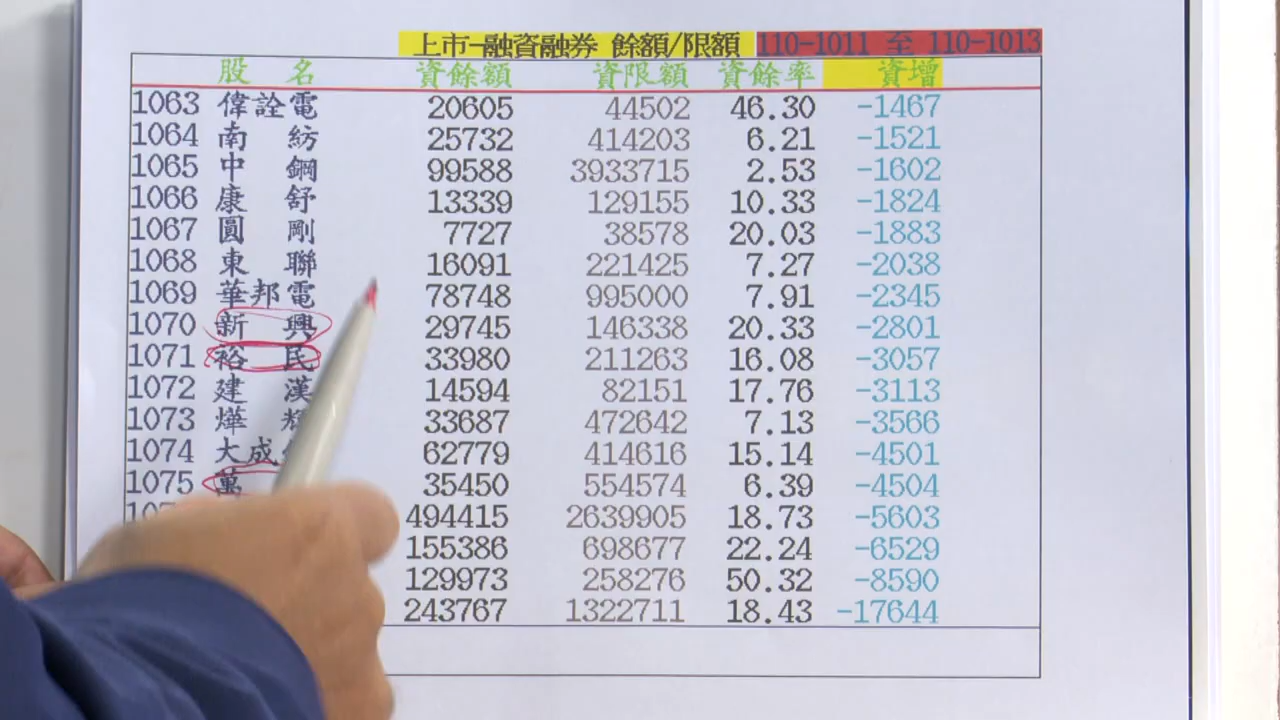 上市-融資融券 餘額/限額 110-1011 至 110-1013
股 名 資餘額 資限額 資餘率 資增
1063 偉詮電 20605 44502 46.30 -1467
1064 南紡 25732 414203 6.21 -1521
1065 中鋼 99588 3933715 2.53 -1602
1066 康舒 13339 129155 10.33 -1824
1067 圓剛 7727 38578 20.03 -1883
1068 東聯 16091 221425 7.27 -2038
1069 華邦電 78748 995000 7.91 -2345
1070 新興 29745 146338 20.33 -2801
1071 裕民 33980 211263 16.08 -3057
1072 建漢 14594 82151 17.76 -3113
1073 燁輝 33687 472642 7.13 -3566
1074 大成 62779 414616 15.14 -4501
1075 萬 35450 554574 6.39 -4504
494415 2639905 18.73 -5603
155386 698677 22.24 -6529
129973 258276 50.32 -8590
243767 1322711 18.43 -17644